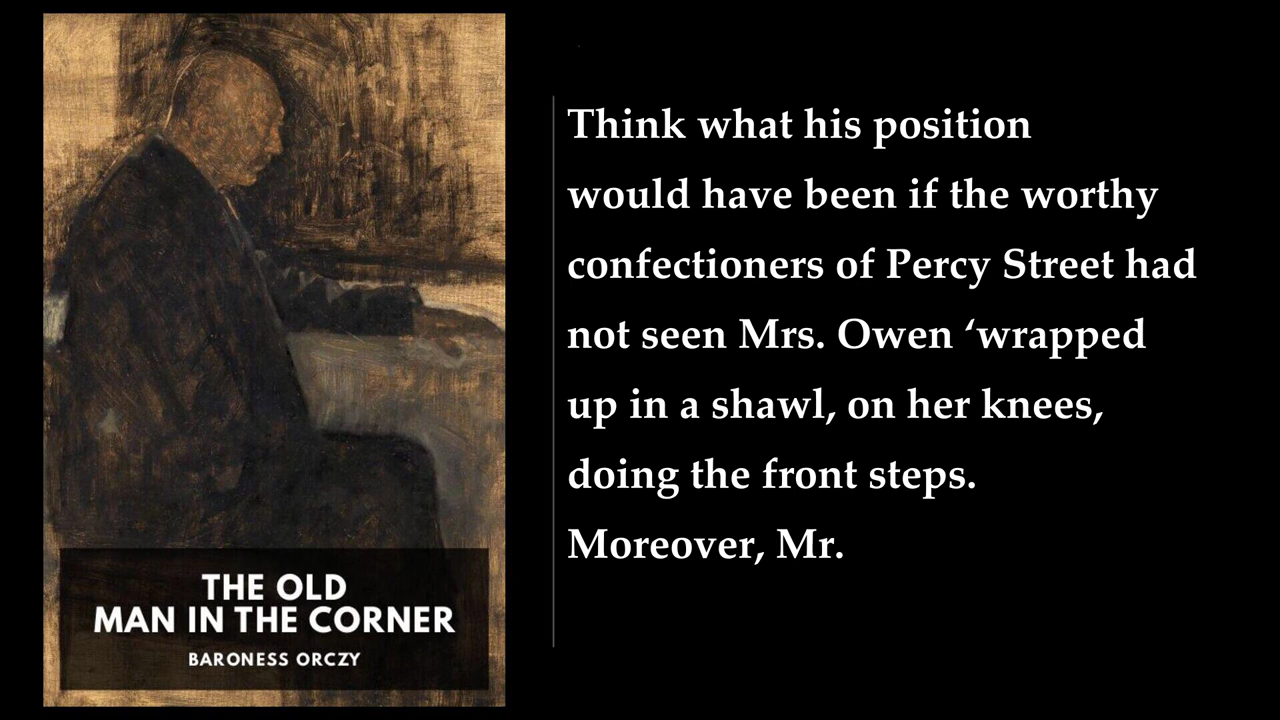 THE OLD
MAN IN THE CORNER
BARONESS ORCZY
Think what his position
would have been if the worthy
confectioners of Percy Street had
not seen Mrs. Owen ‘wrapped
up in a shawl, on her knees,
doing the front steps.
Moreover, Mr.